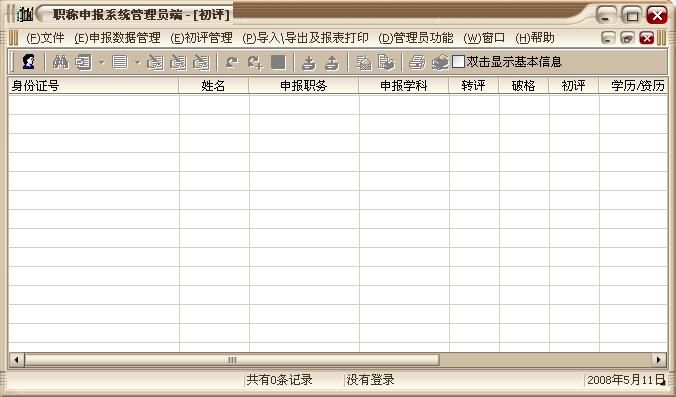 职称申报系统管理员端 - [初评]
(F)文件 (E)申报数据管理 (E)初评管理 (P)导入\导出及报表打印 (D)管理员功能 (W)窗口 (H)帮助
双击显示基本信息
身份证号 姓名 申报职务 申报学科 转评 破格 初评 学历/资历
共有0条记录 没有登录 2008年5月11日